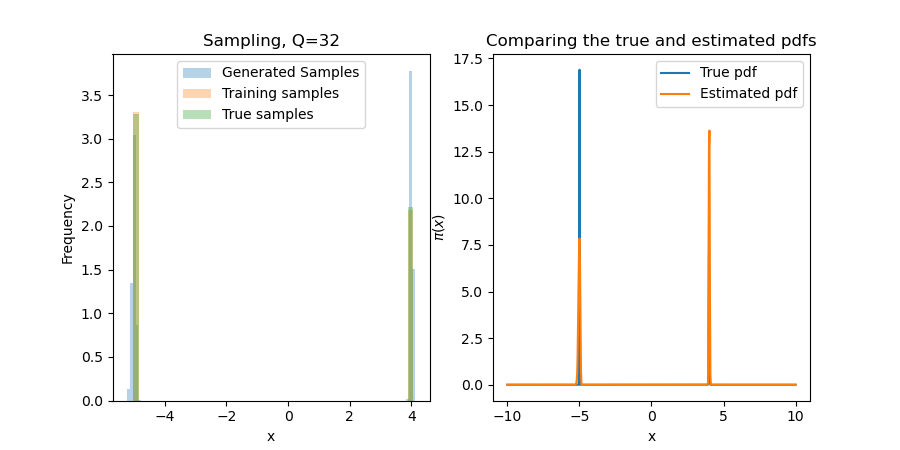 Sampling, Q=32
Generated Samples
Training samples
True samples
Frequency
3.5
3.0
2.5
2.0
1.5
1.0
0.5
0.0
−4
−2
0
2
4
x
Comparing the true and estimated pdfs
True pdf
Estimated pdf
π(x)
17.5
15.0
12.5
10.0
7.5
5.0
2.5
0.0
−10
−5
0
5
10
x